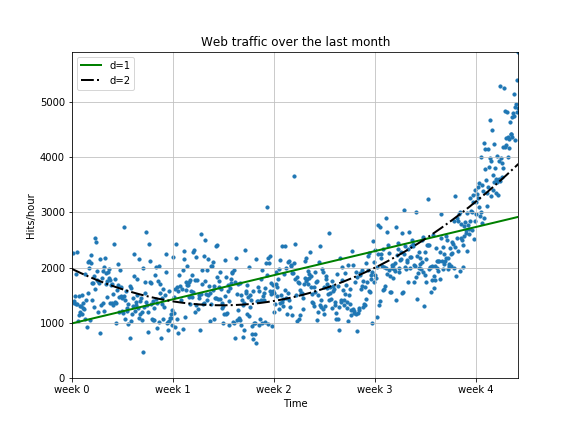 Web traffic over the last month
d=1
d=2
Hits/hour
5000
4000
3000
2000
1000
0
week 0 week 1 week 2 week 3 week 4
Time